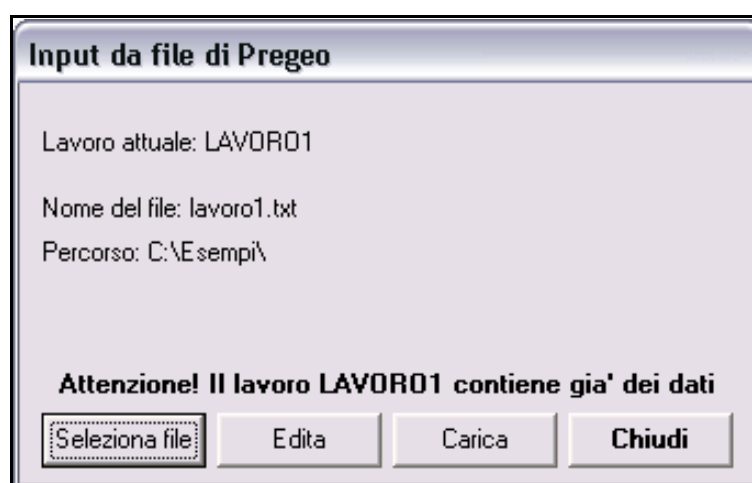 Input da file di Pregeo
Lavoro attuale: LAVORO1
Nome del file: lavoro1.txt
Percorso: C:\Esempi\
Attenzione! Il lavoro LAVORO1 contiene gia' dei dati
Seleziona file Edita Carica Chiudi